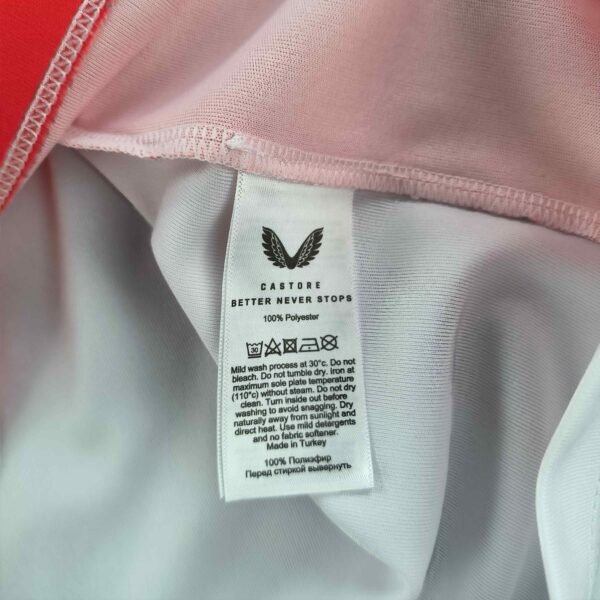 CASTORE
BETTER NEVER STOPS
100% Polyester
30
Mild wash process at 30°c. Do not
bleach. Do not tumble dry. Iron at
maximum sole plate temperature
(110°c) without steam. Do not dry
clean. Turn inside out before
washing to avoid snagging. Dry
naturally away from sunlight and
direct heat. Use mild detergents
and no fabric softener.
Made in Turkey
100% Полиэфир
Перед стиркой вывернуть